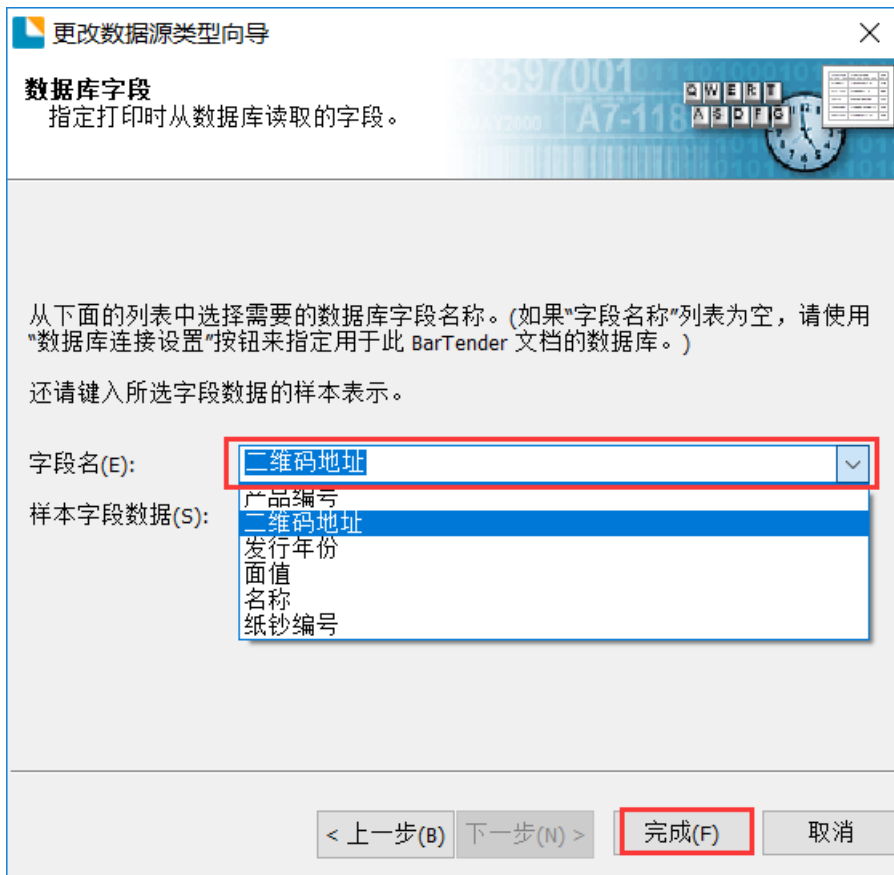 更改数据源类型向导
数据库字段
指定打印时从数据库读取的字段。
3597001
A7-118
Q W E R T
A S D F G
从下面的列表中选择需要的数据库字段名称。(如果“字段名称”列表为空，请使用
“数据库连接设置”按钮来指定用于此 BarTender 文档的数据库。)
还请键入所选字段数据的样本表示。
字段名(E):
二维码地址
样本字段数据(S):
产品编号
二维码地址
发行年份
面值
名称
纸钞编号
< 上一步(B)
下一步(N) >
完成(F)
取消